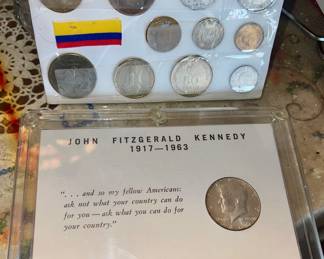 JOHN FITZGERALD KENNEDY
1917—1963
“. . . and so my fellow Americans:
ask not what your country can do
for you — ask what you can do for
your country.”